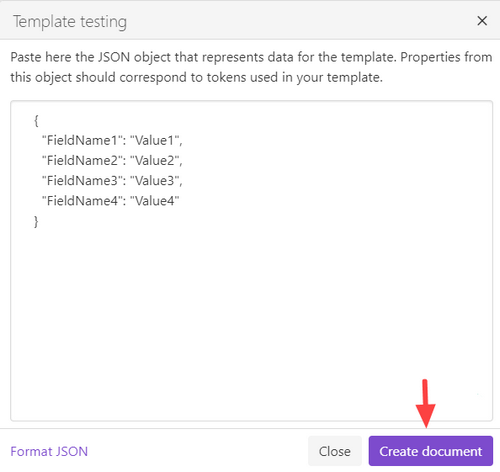 Template testing
Paste here the JSON object that represents data for the template. Properties from
this object should correspond to tokens used in your template.
{
"FieldName1": "Value1",
"FieldName2": "Value2",
"FieldName3": "Value3",
"FieldName4": "Value4"
}
Format JSON
Close
Create document